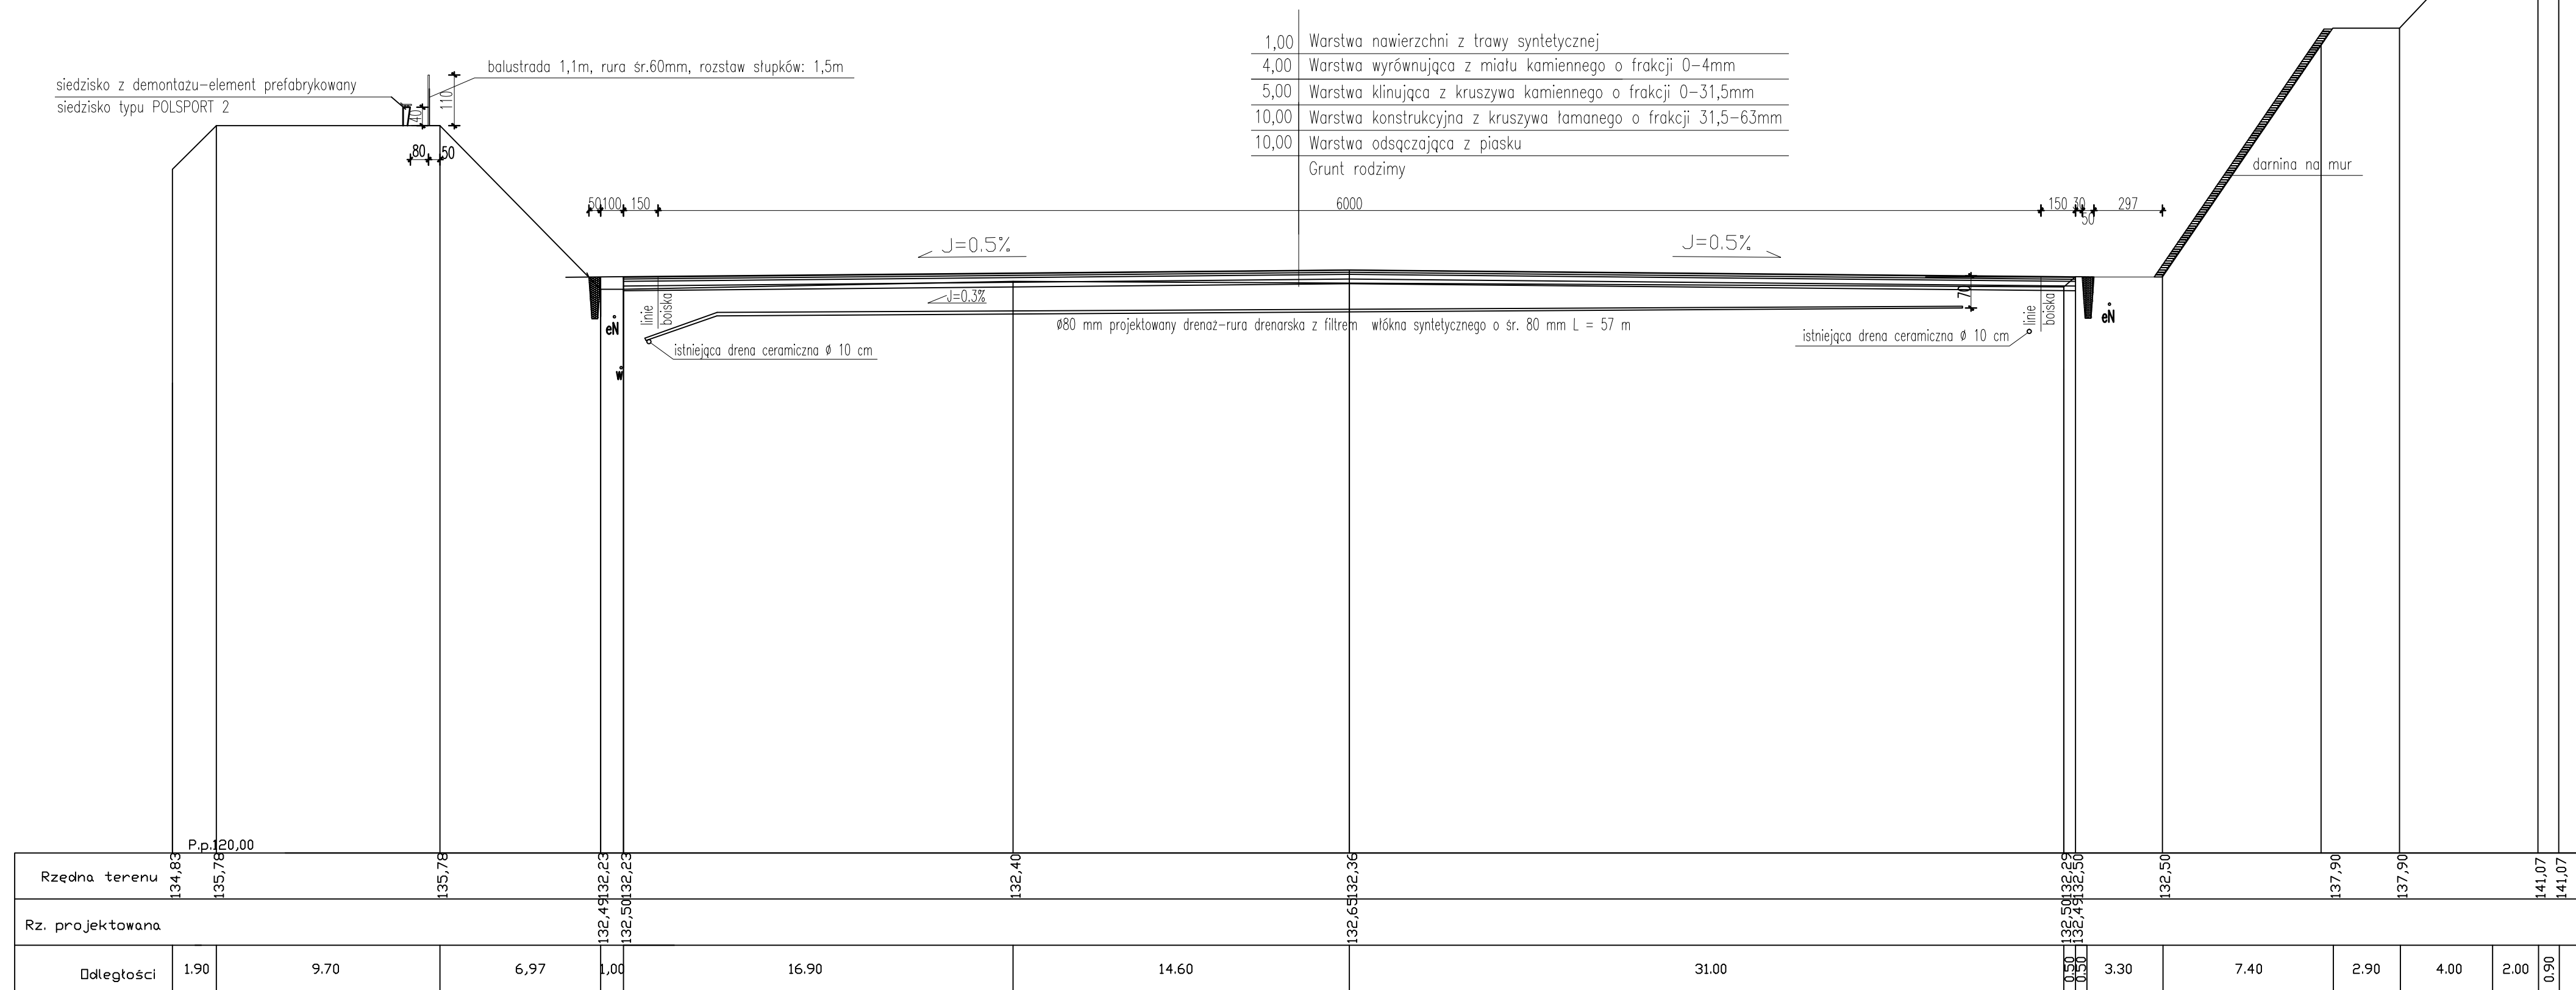 1,00 Warstwa nawierzchni z trawy syntetycznej
4,00 Warstwa wyrównująca z miału kamiennego o frakcji 0-4mm
5,00 Warstwa klinująca z kruszywa kamiennego o frakcji 0-31,5mm
10,00 Warstwa konstrukcyjna z kruszywa łamanego o frakcji 31,5-63mm
10,00 Warstwa odsączająca z piasku
Grunt rodzimy
balustrada 1,1m, rura śr.60mm, rozstaw słupków: 1,5m
siedzisko z demontażu-element prefabrykowany
siedzisko typu POLSPORT 2
40
110
80 50
darnina na mur
50 100 150 6000 150 30 50 297
J=0.5%
J=0.5%
J=0.3%
70
linie
boiska
linie
boiska
eN
eN
w
Ø80 mm projektowany drenaż-rura drenarska z filtrem włókna syntetycznego o śr. 80 mm L = 57 m
istniejąca drena ceramiczna Ø 10 cm
istniejąca drena ceramiczna Ø 10 cm
P.p.120,00
Rzędna terenu 134,83 135,78 135,78 132,23 132,23 132,40 132,36 132,29 132,50 132,50 137,90 137,90 141,07 141,07
Rz. projektowana 132,49 132,50 132,65 132,50 132,49
Odległości 1.90 9.70 6,97 1,00 16.90 14.60 31.00 0.50 0.50 3.30 7.40 2.90 4.00 2.00 0.90